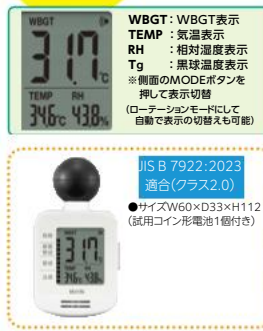 WBGT
31.7℃
TEMP RH
34.6℃ 43.8%
WBGT：WBGT表示
TEMP：気温表示
RH：相対湿度表示
Tg：黒球温度表示
※側面のMODEボタンを
押して表示切替
(ローテーションモードにして
自動で表示の切替えも可能)
JIS B 7922:2023
適合(クラス2.0)
●サイズW60×D33×H112
(試用コイン形電池1個付き)
WBGT
31.7℃
TEMP RH
34.6℃ 43.8%